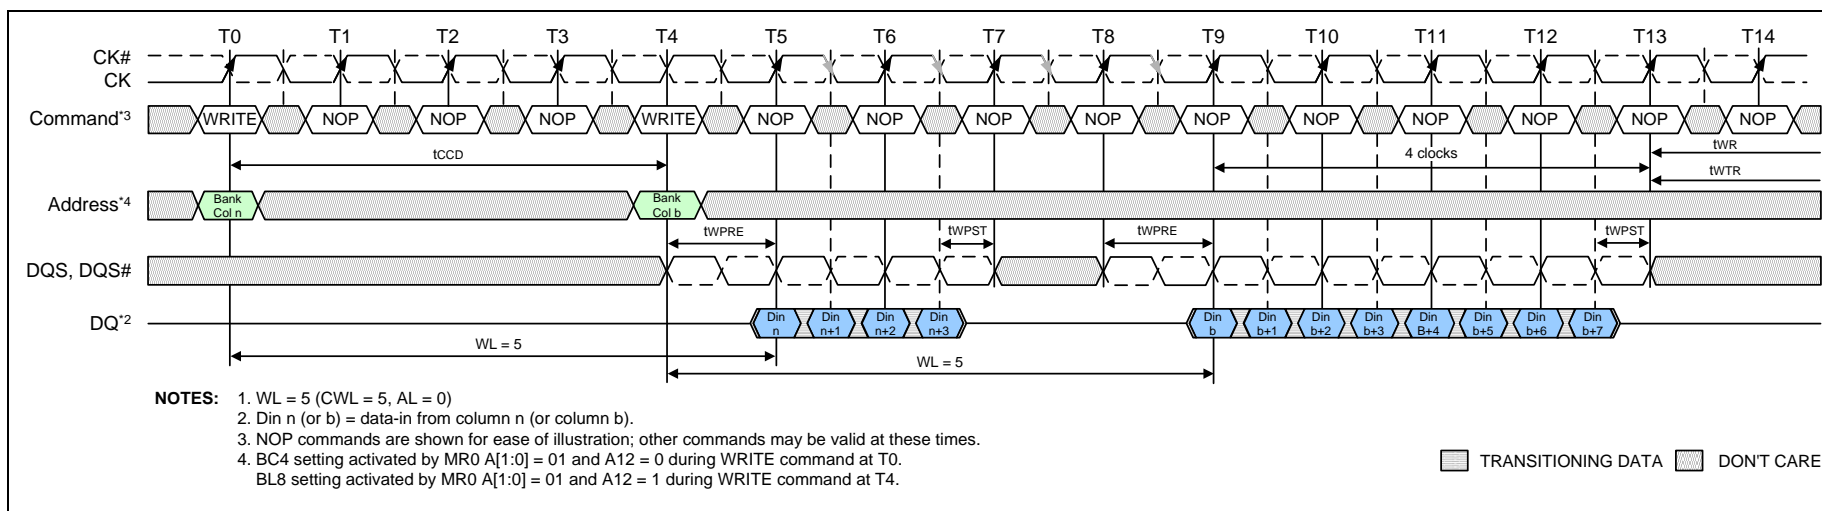 T0 T1 T2 T3 T4 T5 T6 T7 T8 T9 T10 T11 T12 T13 T14
CK#
CK
Command*3 WRITE NOP NOP NOP WRITE NOP NOP NOP NOP NOP NOP NOP NOP NOP NOP
tCCD 4 clocks tWR
tWTR
Address*4 Bank Col n Bank Col b
tWPRE tWPST tWPRE tWPST
DQS, DQS#
DQ*2 Din n Din n+1 Din n+2 Din n+3 Din b Din b+1 Din b+2 Din b+3 Din B+4 Din b+5 Din b+6 Din b+7
WL = 5
WL = 5
NOTES: 1. WL = 5 (CWL = 5, AL = 0)
2. Din n (or b) = data-in from column n (or column b).
3. NOP commands are shown for ease of illustration; other commands may be valid at these times.
4. BC4 setting activated by MR0 A[1:0] = 01 and A12 = 0 during WRITE command at T0.
BL8 setting activated by MR0 A[1:0] = 01 and A12 = 1 during WRITE command at T4.
TRANSITIONING DATA DON'T CARE